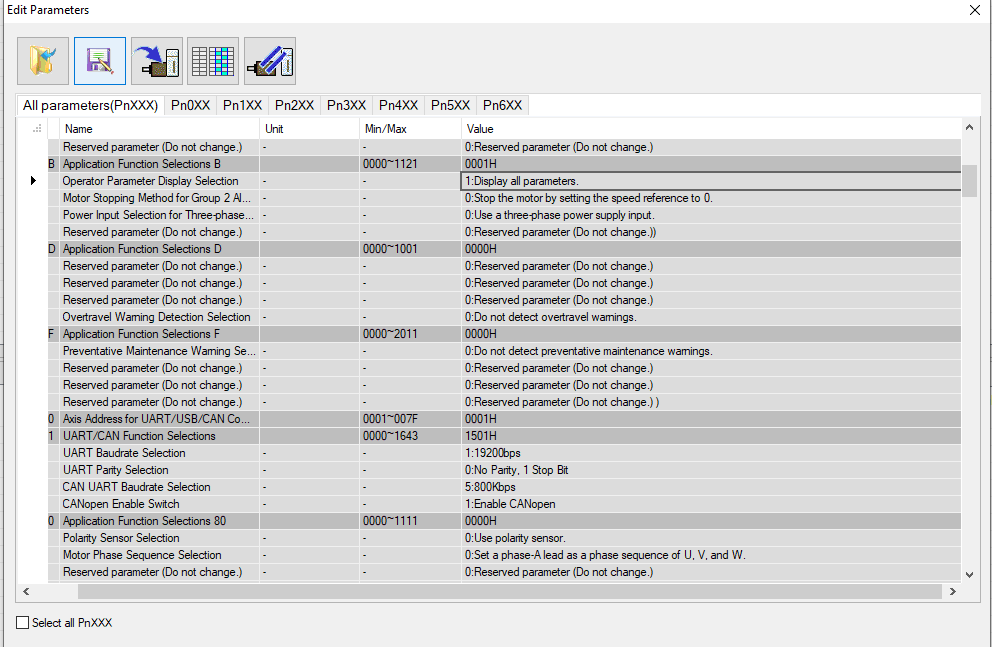 Edit Parameters
All parameters(PnXXX) Pn0XX Pn1XX Pn2XX Pn3XX Pn4XX Pn5XX Pn6XX
Name Unit Min/Max Value
Reserved parameter (Do not change.) - - 0:Reserved parameter (Do not change.)
B Application Function Selections B 0000~1121 0001H
Operator Parameter Display Selection - - 1:Display all parameters.
Motor Stopping Method for Group 2 Al... - - 0:Stop the motor by setting the speed reference to 0.
Power Input Selection for Three-phase... - - 0:Use a three-phase power supply input.
Reserved parameter (Do not change.) - - 0:Reserved parameter (Do not change.))
D Application Function Selections D 0000~1001 0000H
Reserved parameter (Do not change.) - - 0:Reserved parameter (Do not change.)
Reserved parameter (Do not change.) - - 0:Reserved parameter (Do not change.)
Reserved parameter (Do not change.) - - 0:Reserved parameter (Do not change.)
Overtravel Warning Detection Selection - - 0:Do not detect overtravel warnings.
F Application Function Selections F 0000~2011 0000H
Preventative Maintenance Warning Se... - - 0:Do not detect preventative maintenance warnings.
Reserved parameter (Do not change.) - - 0:Reserved parameter (Do not change.)
Reserved parameter (Do not change.) - - 0:Reserved parameter (Do not change.)
Reserved parameter (Do not change.) - - 0:Reserved parameter (Do not change.) )
0 Axis Address for UART/USB/CAN Co... 0001~007F 0001H
1 UART/CAN Function Selections 0000~1643 1501H
UART Baudrate Selection - - 1:19200bps
UART Parity Selection - - 0:No Parity, 1 Stop Bit
CAN UART Baudrate Selection - - 5:800Kbps
CANopen Enable Switch - - 1:Enable CANopen
0 Application Function Selections 80 0000~1111 0000H
Polarity Sensor Selection - - 0:Use polarity sensor.
Motor Phase Sequence Selection - - 0:Set a phase-A lead as a phase sequence of U, V, and W.
Reserved parameter (Do not change.) - - 0:Reserved parameter (Do not change.)
Select all PnXXX